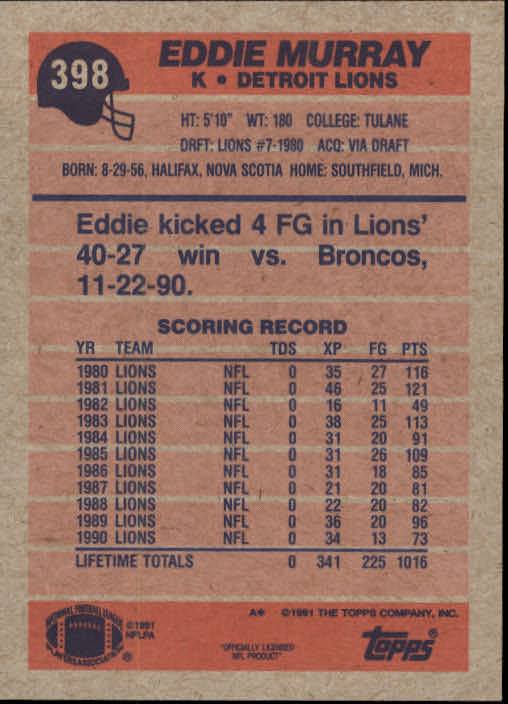 398
EDDIE MURRAY
K • DETROIT LIONS
HT: 5'10" WT: 180 COLLEGE: TULANE
DRFT: LIONS #7-1980 ACQ: VIA DRAFT
BORN: 8-29-56, HALIFAX, NOVA SCOTIA HOME: SOUTHFIELD, MICH.
Eddie kicked 4 FG in Lions'
40-27 win vs. Broncos,
11-22-90.
SCORING RECORD
YR TEAM TDS XP FG PTS
1980 LIONS NFL 0 35 27 116
1981 LIONS NFL 0 46 25 121
1982 LIONS NFL 0 16 11 49
1983 LIONS NFL 0 38 25 113
1984 LIONS NFL 0 31 20 91
1985 LIONS NFL 0 31 26 109
1986 LIONS NFL 0 31 18 85
1987 LIONS NFL 0 21 20 81
1988 LIONS NFL 0 22 20 82
1989 LIONS NFL 0 36 20 96
1990 LIONS NFL 0 34 13 73
LIFETIME TOTALS 0 341 225 1016
A* ©1991 THE TOPPS COMPANY, INC.
NATIONAL FOOTBALL LEAGUE
PLAYERS ASSOCIATION
®
©1991
NFLPA
"OFFICIALLY LICENSED
NFL PRODUCT"
topps®